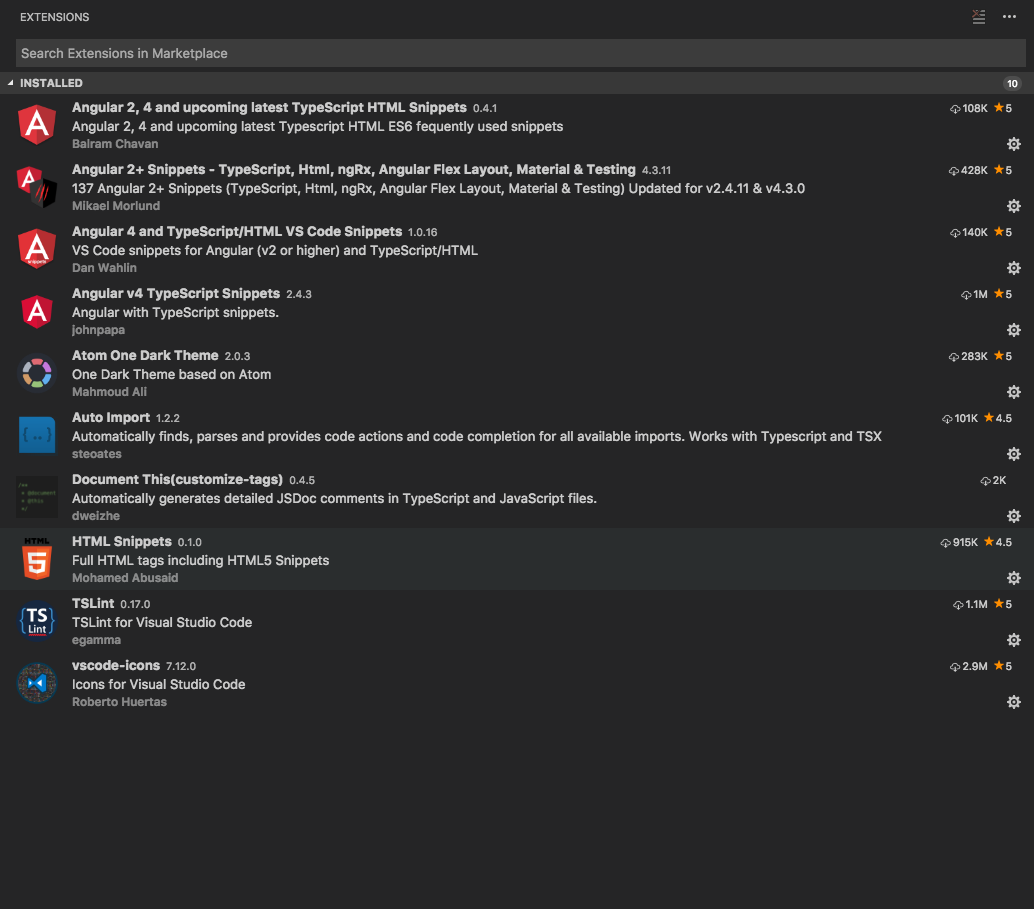 EXTENSIONS
Search Extensions in Marketplace
INSTALLED 10
Angular 2, 4 and upcoming latest TypeScript HTML Snippets 0.4.1 108K 5
Angular 2, 4 and upcoming latest Typescript HTML ES6 fequently used snippets
Balram Chavan
Angular 2+ Snippets - TypeScript, Html, ngRx, Angular Flex Layout, Material & Testing 4.3.11 428K 5
137 Angular 2+ Snippets (TypeScript, Html, ngRx, Angular Flex Layout, Material & Testing) Updated for v2.4.11 & v4.3.0
Mikael Morlund
Angular 4 and TypeScript/HTML VS Code Snippets 1.0.16 140K 5
VS Code snippets for Angular (v2 or higher) and TypeScript/HTML
Dan Wahlin
Angular v4 TypeScript Snippets 2.4.3 1M 5
Angular with TypeScript snippets.
johnpapa
Atom One Dark Theme 2.0.3 283K 5
One Dark Theme based on Atom
Mahmoud Ali
Auto Import 1.2.2 101K 4.5
Automatically finds, parses and provides code actions and code completion for all available imports. Works with Typescript and TSX
steoates
Document This(customize-tags) 0.4.5 2K
Automatically generates detailed JSDoc comments in TypeScript and JavaScript files.
dweizhe
HTML
5
HTML Snippets 0.1.0 915K 4.5
Full HTML tags including HTML5 Snippets
Mohamed Abusaid
TS
Lint
TSLint 0.17.0 1.1M 5
TSLint for Visual Studio Code
egamma
vscode-icons 7.12.0 2.9M 5
Icons for Visual Studio Code
Roberto Huertas